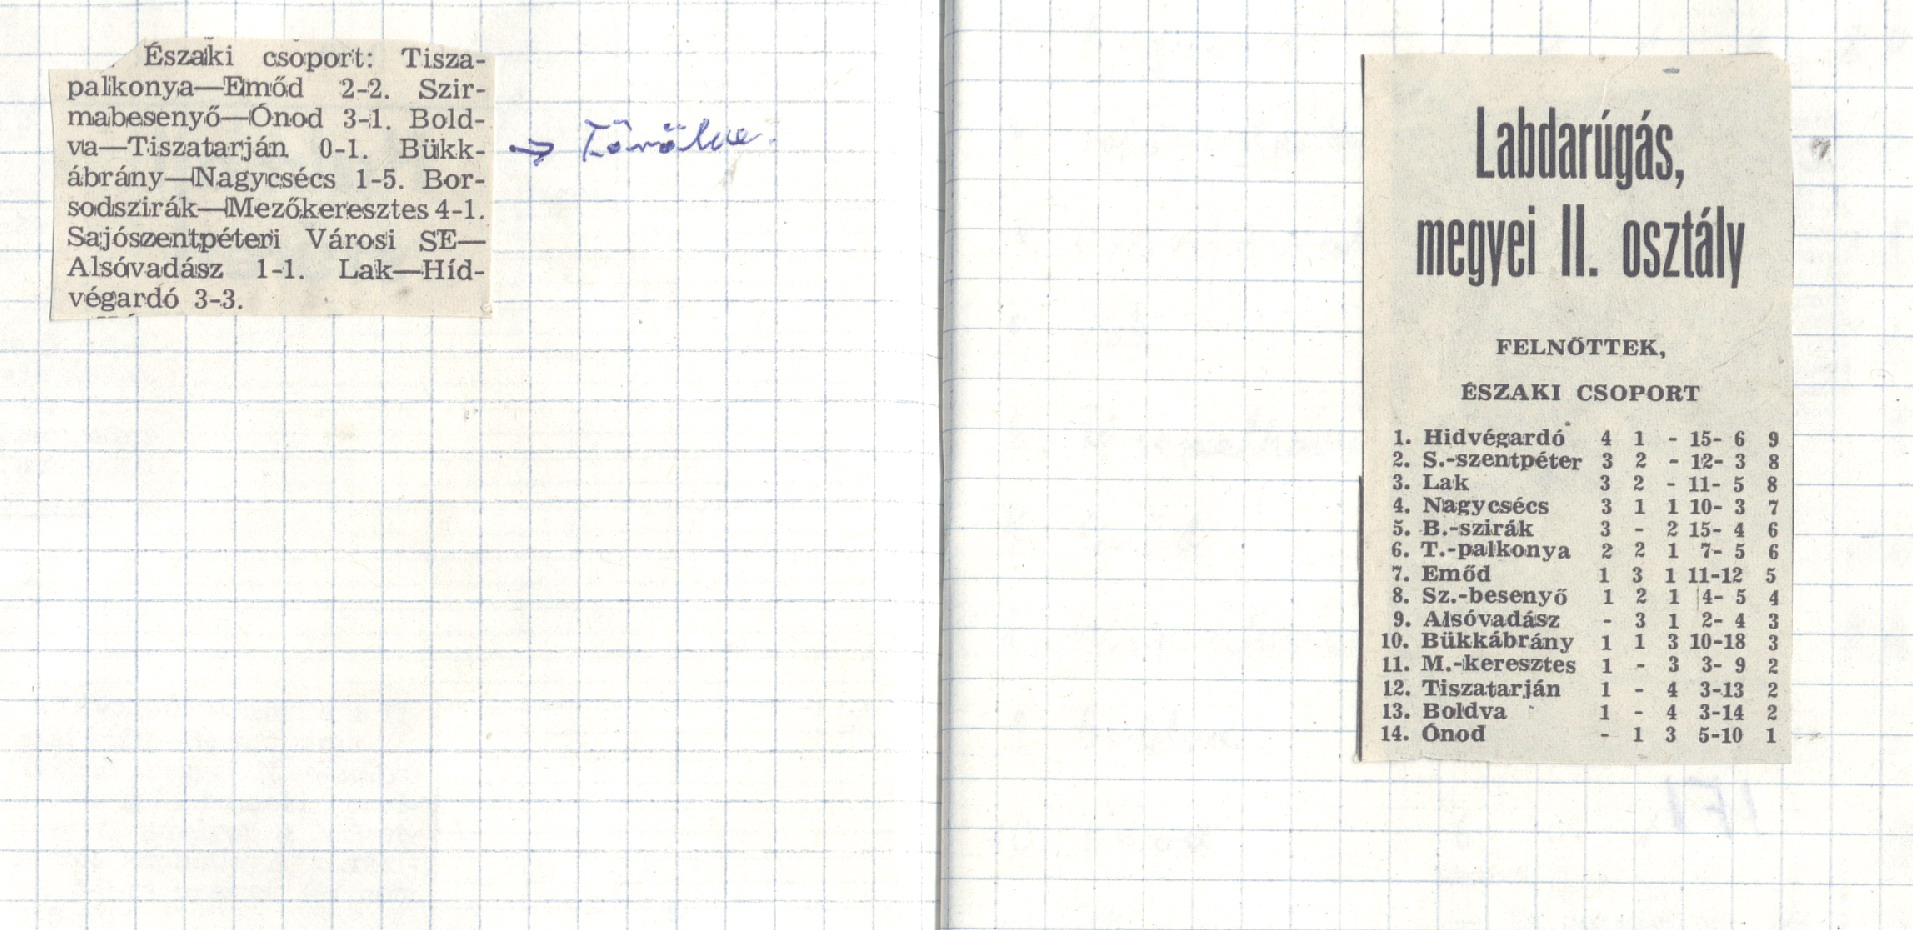 Északi csoport: Tisza-
palkonya—Emőd 2-2. Szir-
mabesenyő—Ónod 3-1. Bold-
va—Tiszatarján 0-1. Bükk-
ábrány—Nagycsécs 1-5. Bor-
sodszirák—Mezőkeresztes 4-1.
Sajószentpéteri Városi SE—
Alsóvadász 1-1. Lak—Híd-
végardó 3-3.
→ Törölve.
Labdarúgás,
megyei II. osztály
FELNŐTTEK,
ÉSZAKI CSOPORT
1. Hidvégardó 4 1 - 15- 6 9
2. S.-szentpéter 3 2 - 12- 3 8
3. Lak 3 2 - 11- 5 8
4. Nagycsécs 3 1 1 10- 3 7
5. B.-szirák 3 - 2 15- 4 6
6. T.-palkonya 2 2 1 7- 5 6
7. Emőd 1 3 1 11-12 5
8. Sz.-besenyő 1 2 1 4- 5 4
9. Alsóvadász - 3 1 2- 4 3
10. Bükkábrány 1 1 3 10-18 3
11. M.-keresztes 1 - 3 3- 9 2
12. Tiszatarján 1 - 4 3-13 2
13. Boldva 1 - 4 3-14 2
14. Ónod - 1 3 5-10 1